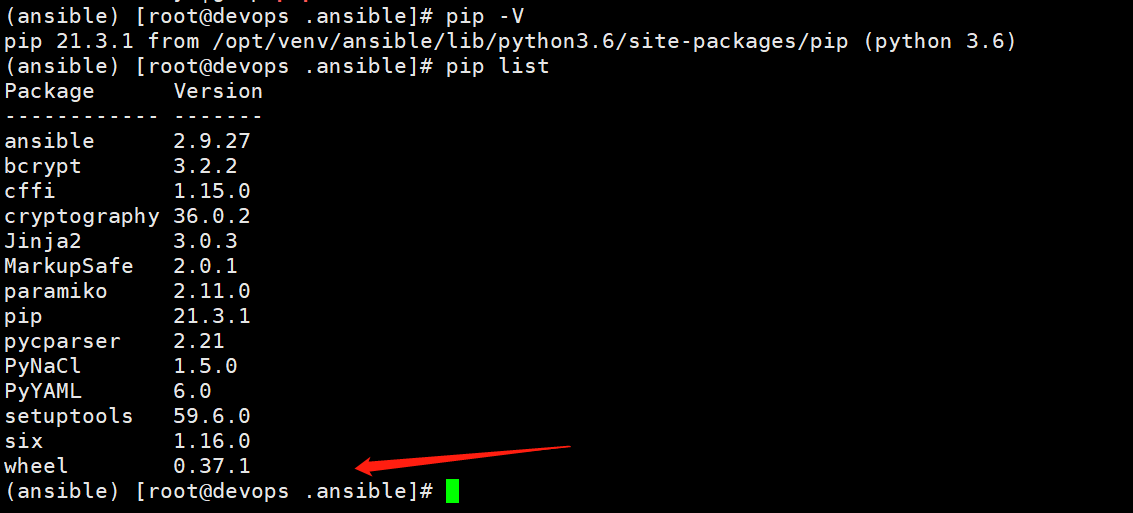 (ansible) [root@devops .ansible]# pip -V
pip 21.3.1 from /opt/venv/ansible/lib/python3.6/site-packages/pip (python 3.6)
(ansible) [root@devops .ansible]# pip list
Package      Version
------------ -------
ansible      2.9.27
bcrypt       3.2.2
cffi         1.15.0
cryptography 36.0.2
Jinja2       3.0.3
MarkupSafe   2.0.1
paramiko     2.11.0
pip          21.3.1
pycparser    2.21
PyNaCl       1.5.0
PyYAML       6.0
setuptools   59.6.0
six          1.16.0
wheel        0.37.1
(ansible) [root@devops .ansible]#